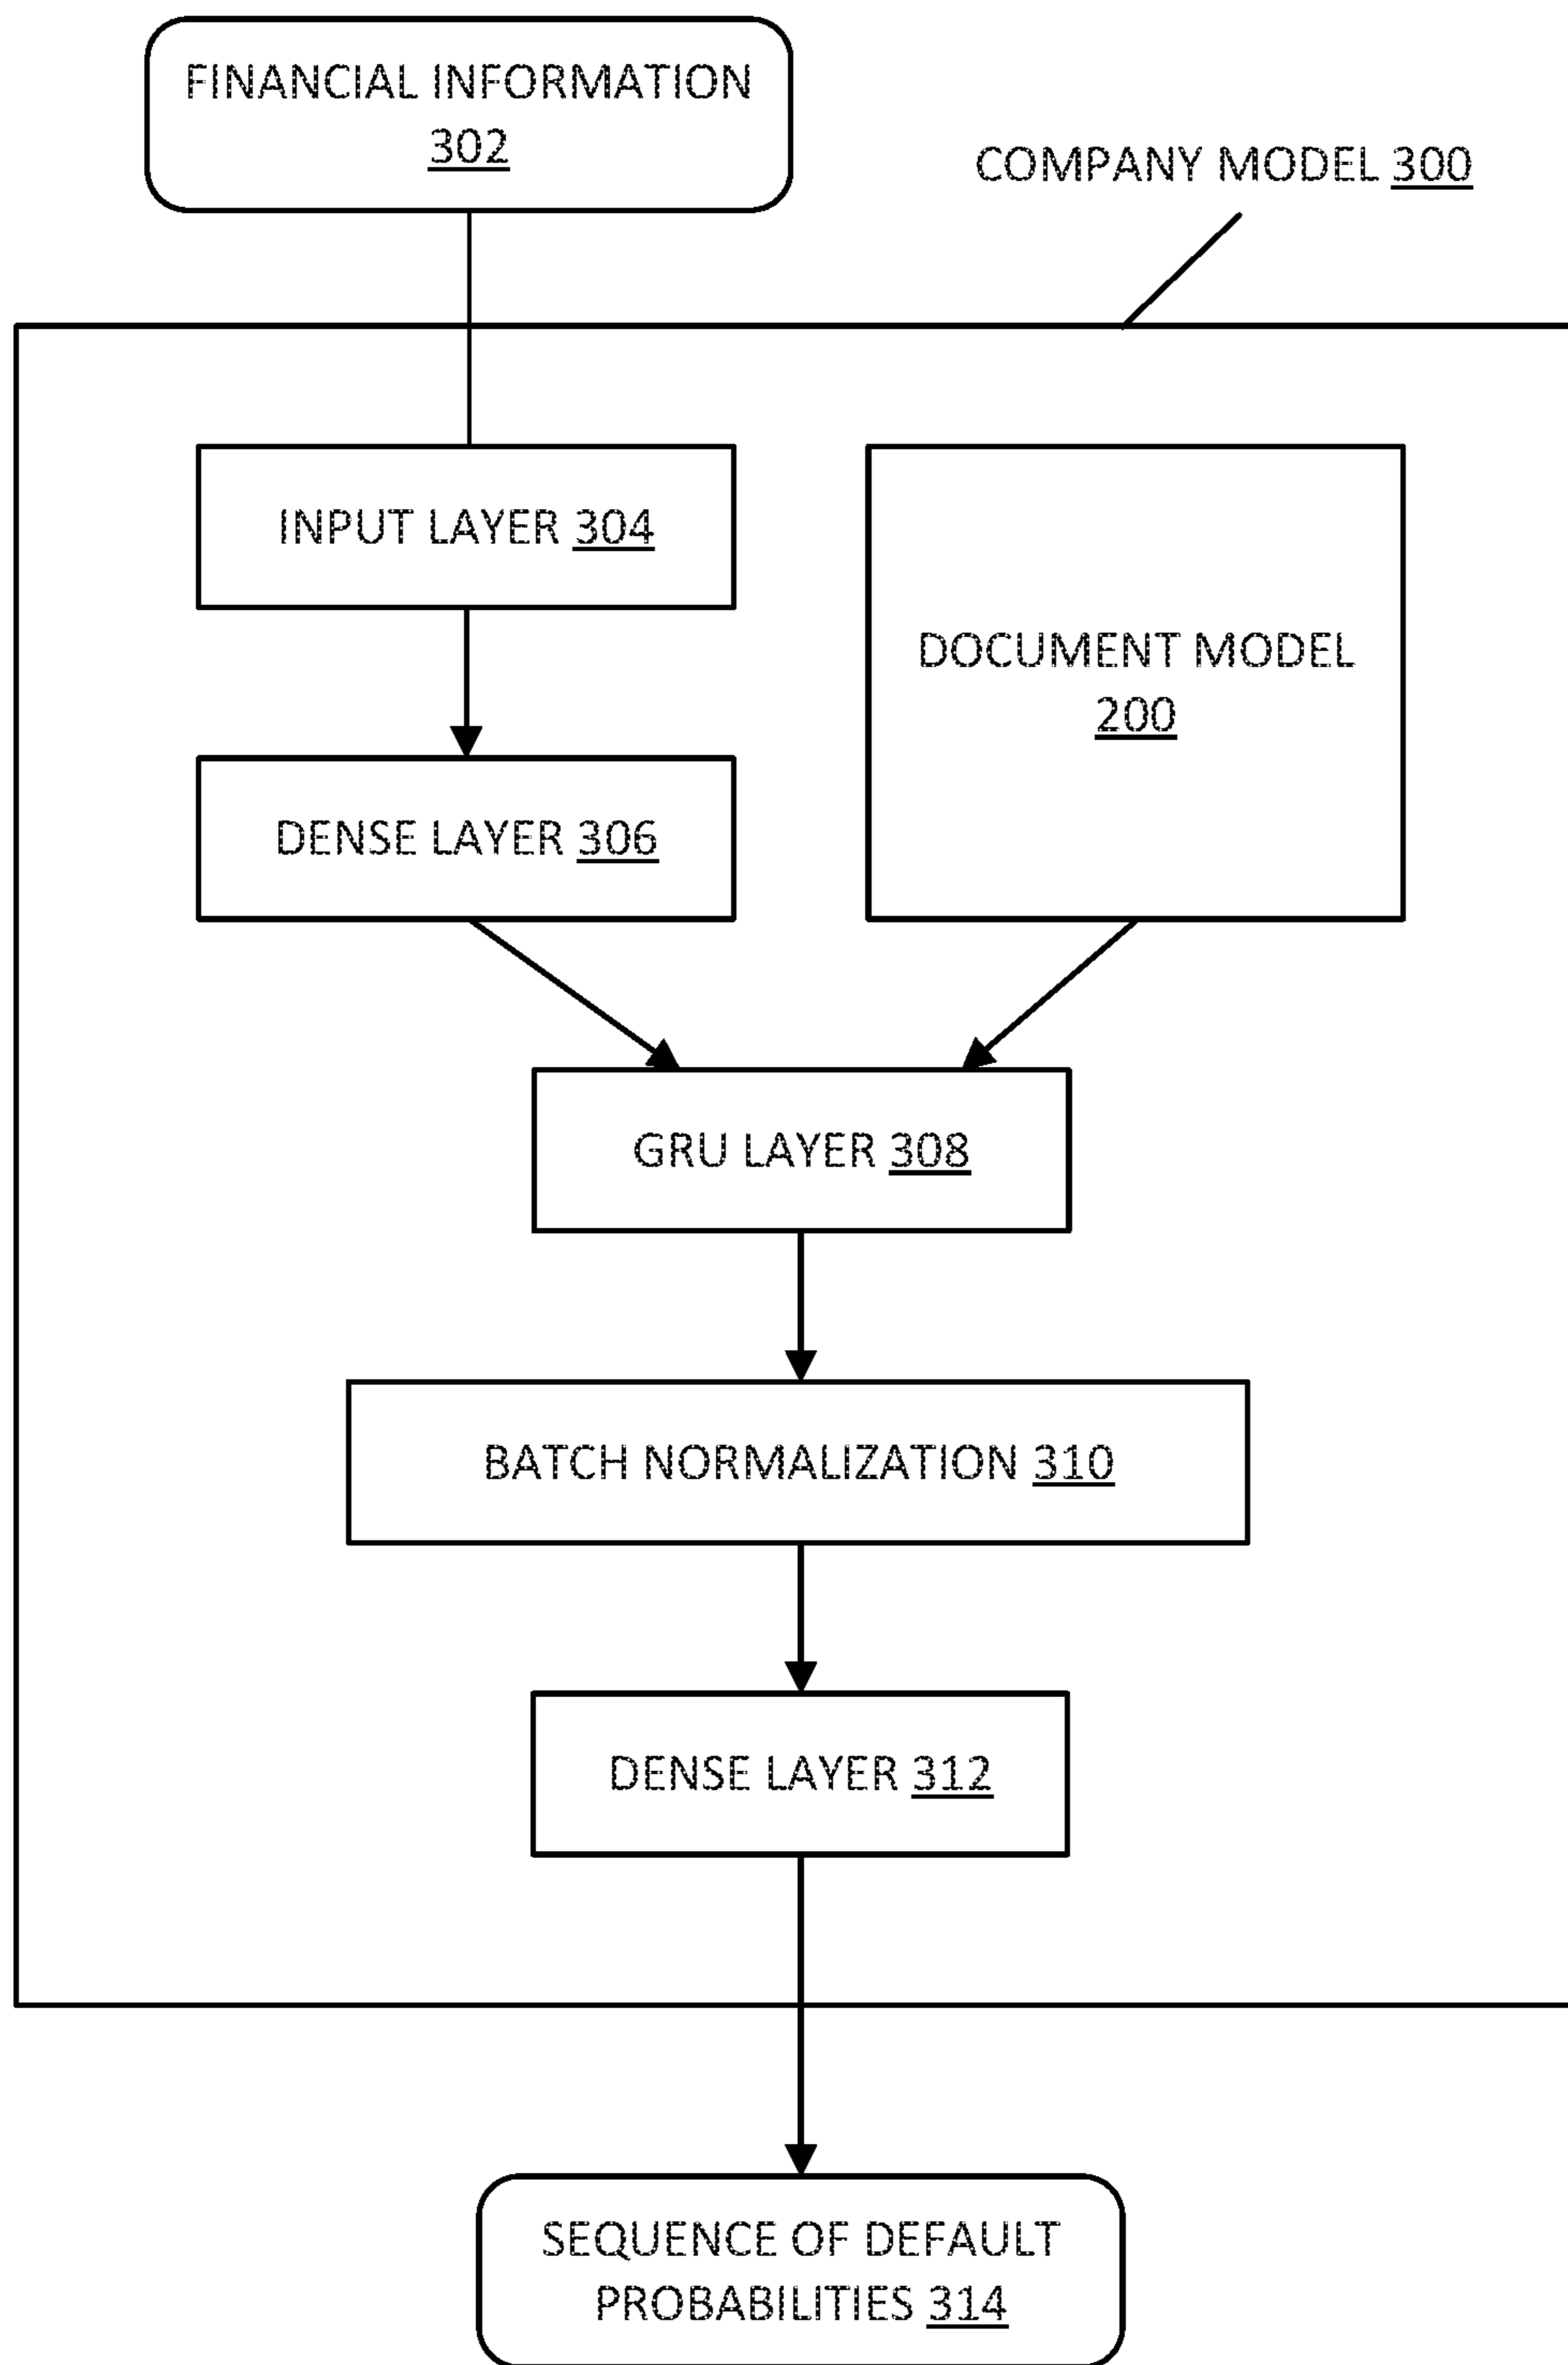 FINANCIAL INFORMATION
302
COMPANY MODEL 300
INPUT LAYER 304
DOCUMENT MODEL
200
DENSE LAYER 306
GRU LAYER 308
BATCH NORMALIZATION 310
DENSE LAYER 312
SEQUENCE OF DEFAULT
PROBABILITIES 314